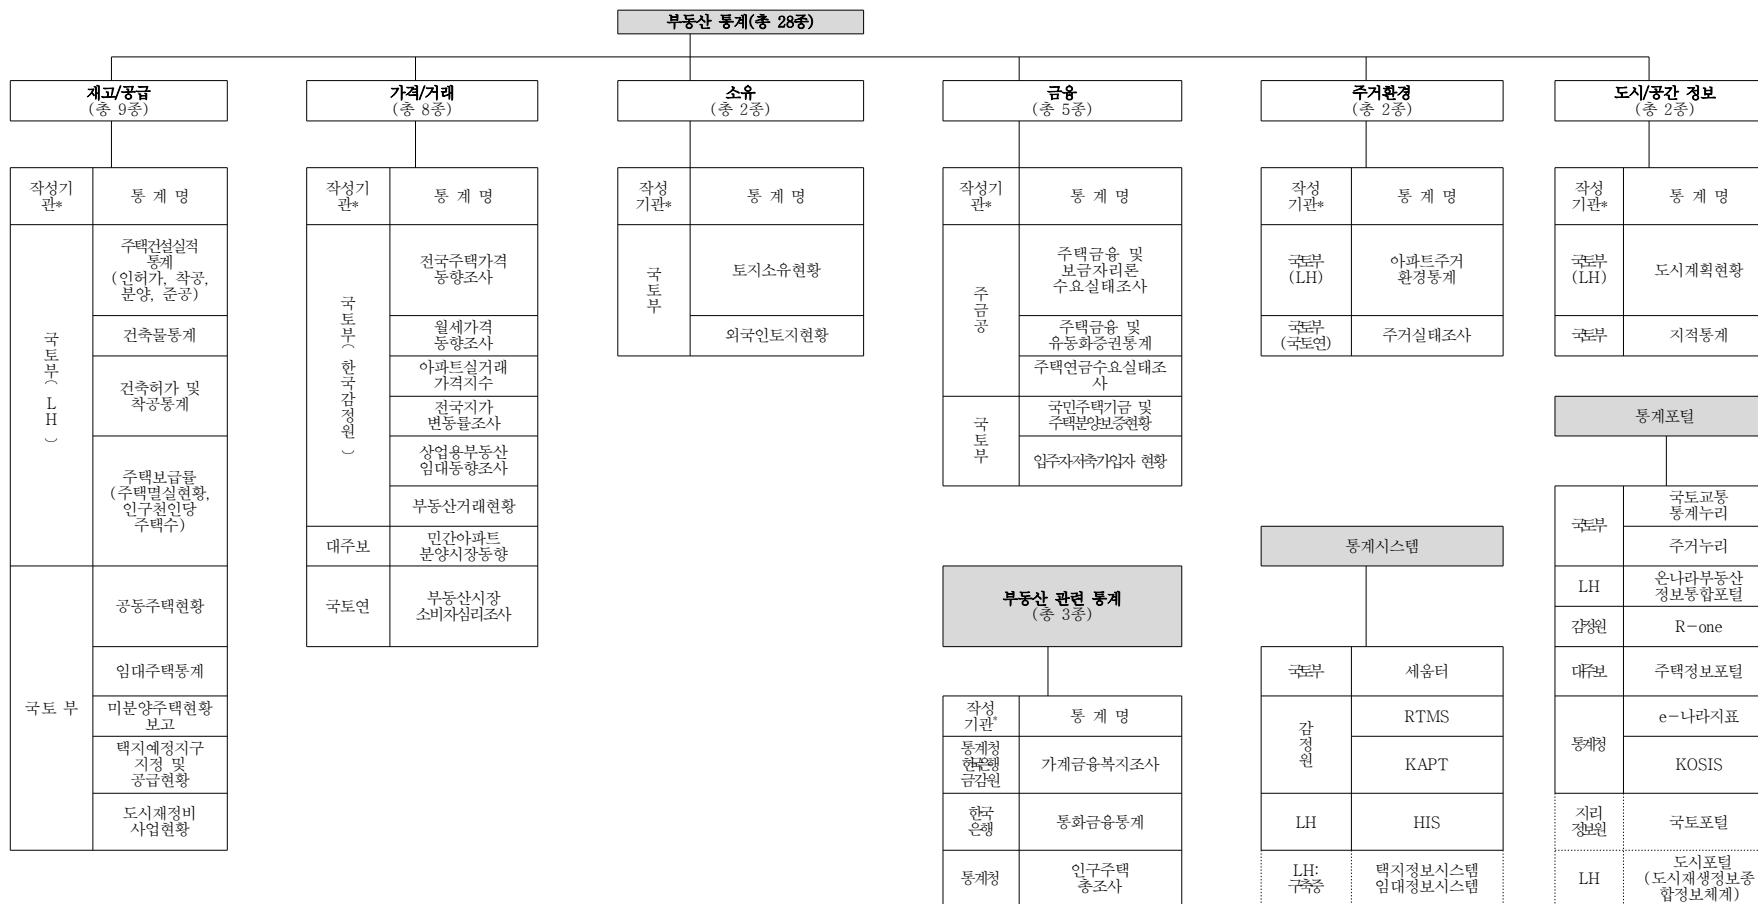 부동산 통계(총 28종)
재고/공급
(총 9종)
작성기
관*
통 계 명
국토부(LH)
주택건설실적
통계
(인허가, 착공,
분양, 준공)
건축물통계
건축허가 및
착공통계
주택보급률
(주택멸실현황,
인구천인당
주택수)
국토 부
공동주택현황
임대주택통계
미분양주택현황
보고
택지예정지구
지정 및
공급현황
도시재정비
사업현황
가격/거래
(총 8종)
작성기
관*
통 계 명
국토부(한국감정원)
전국주택가격
동향조사
월세가격
동향조사
아파트실거래
가격지수
전국지가
변동률조사
상업용부동산
임대동향조사
부동산거래현황
대주보
민간아파트
분양시장동향
국토연
부동산시장
소비자심리조사
소유
(총 2종)
작성
기관*
통 계 명
국토부
토지소유현황
외국인토지현황
금융
(총 5종)
작성기
관*
통 계 명
주금공
주택금융 및
보금자리론
수요실태조사
주택금융 및
유동화증권통계
주택연금수요실태조
사
국토부
국민주택기금 및
주택분양보증현황
입주자저축가입자 현황
부동산 관련 통계
(총 3종)
작성
기관*
통 계 명
통계청
한국은행
금감원
가계금융복지조사
한국
은행
통화금융통계
통계청
인구주택
총조사
주거환경
(총 2종)
작성
기관*
통 계 명
국토부
(LH)
아파트주거
환경통계
국토부
(국토연)
주거실태조사
통계시스템
국토부
세움터
감정원
RTMS
KAPT
LH
HIS
LH:
구축중
택지정보시스템
임대정보시스템
도시/공간 정보
(총 2종)
작성
기관*
통 계 명
국토부
(LH)
도시계획현황
국토부
지적통계
통계포털
국토부
국토교통
통계누리
주거누리
LH
온나라부동산
정보통합포털
감정원
R-one
대주보
주택정보포털
통계청
e-나라지표
KOSIS
지리
정보원
국토포털
LH
도시포털
(도시재생정보종
합정보체계)